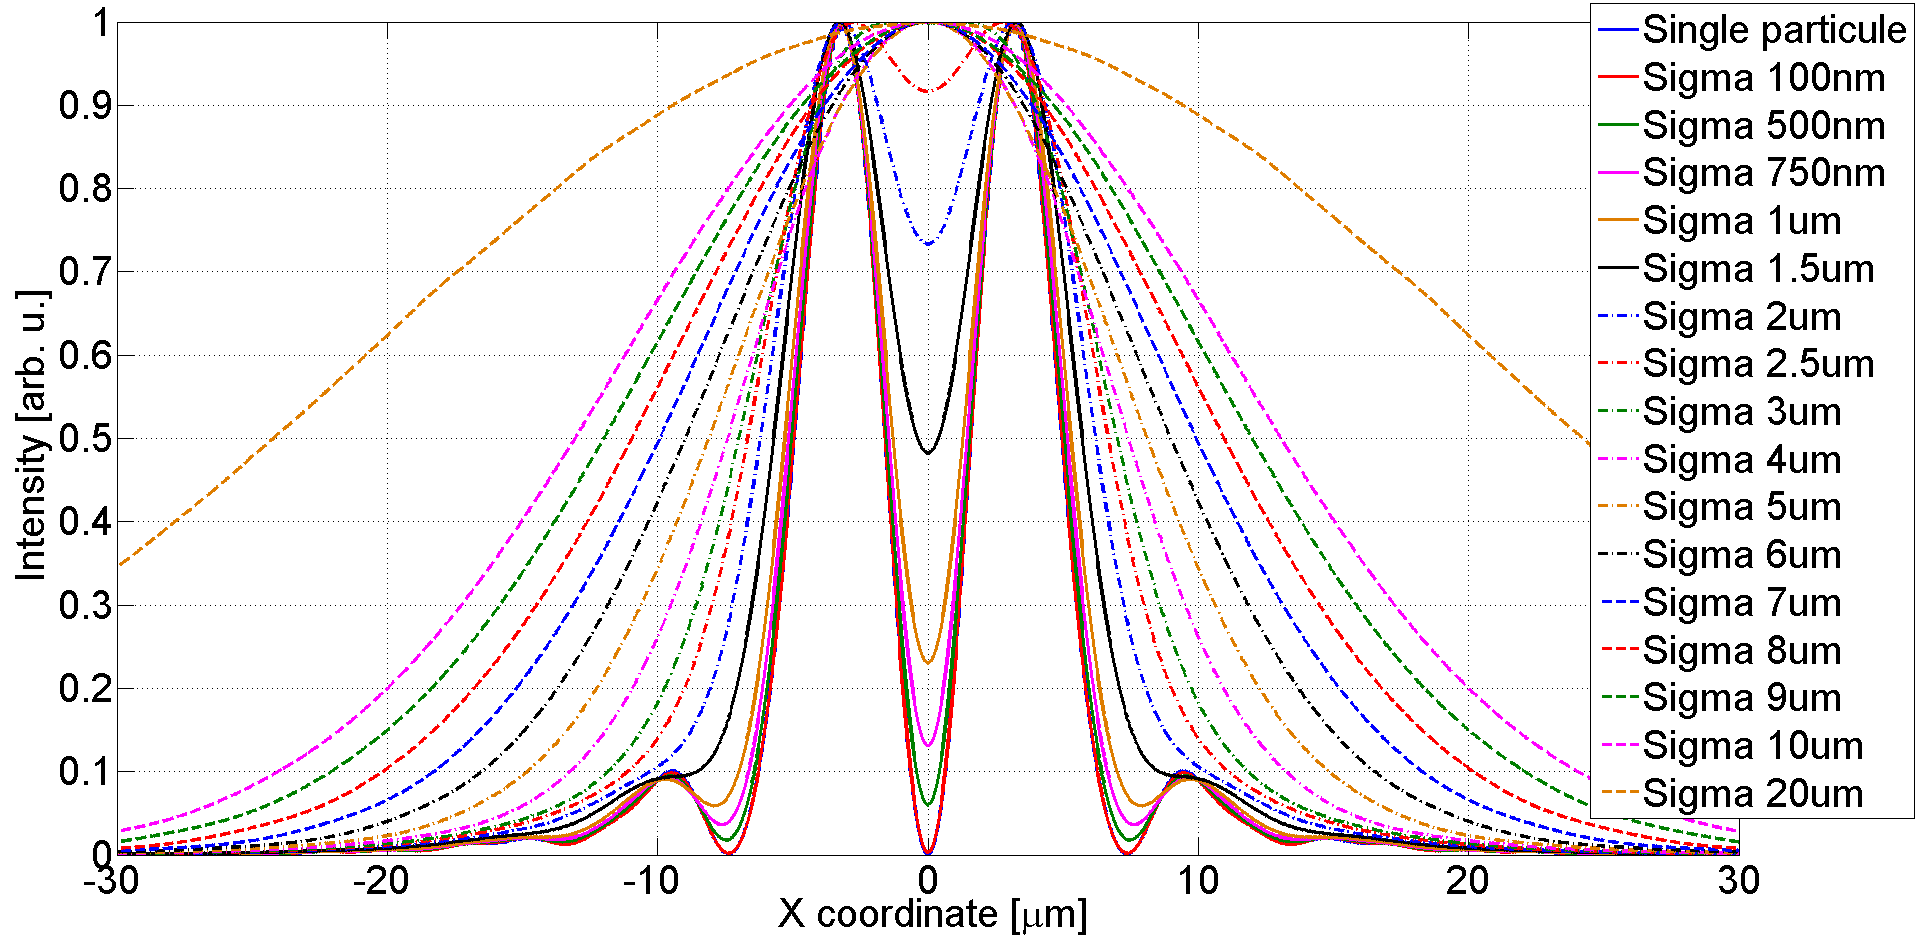 Intensity [arb. u.]
1
0.9
0.8
0.7
0.6
0.5
0.4
0.3
0.2
0.1
0
-30
-20
-10
0
10
20
30
X coordinate [μm]
Single particule
Sigma 100nm
Sigma 500nm
Sigma 750nm
Sigma 1um
Sigma 1.5um
Sigma 2um
Sigma 2.5um
Sigma 3um
Sigma 4um
Sigma 5um
Sigma 6um
Sigma 7um
Sigma 8um
Sigma 9um
Sigma 10um
Sigma 20um